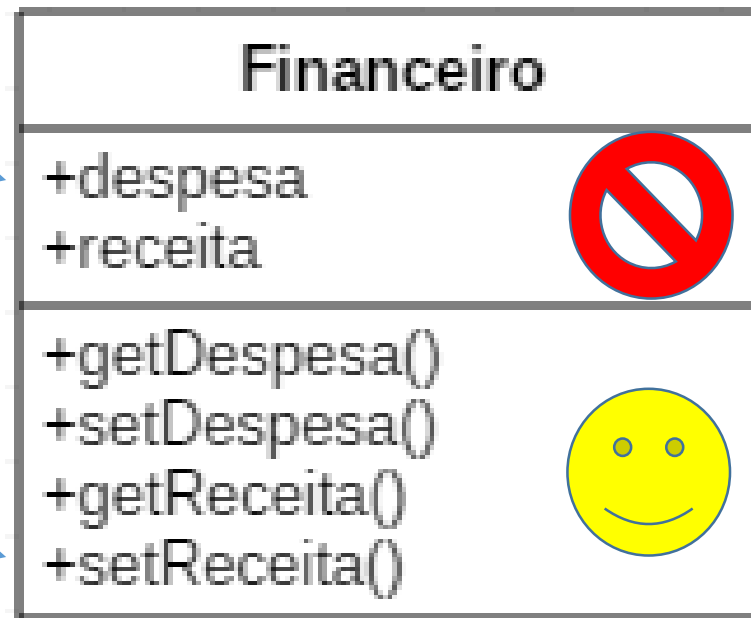 Financeiro
+despesa
+receita
+getDespesa()
+setDespesa()
+getReceita()
+setReceita()